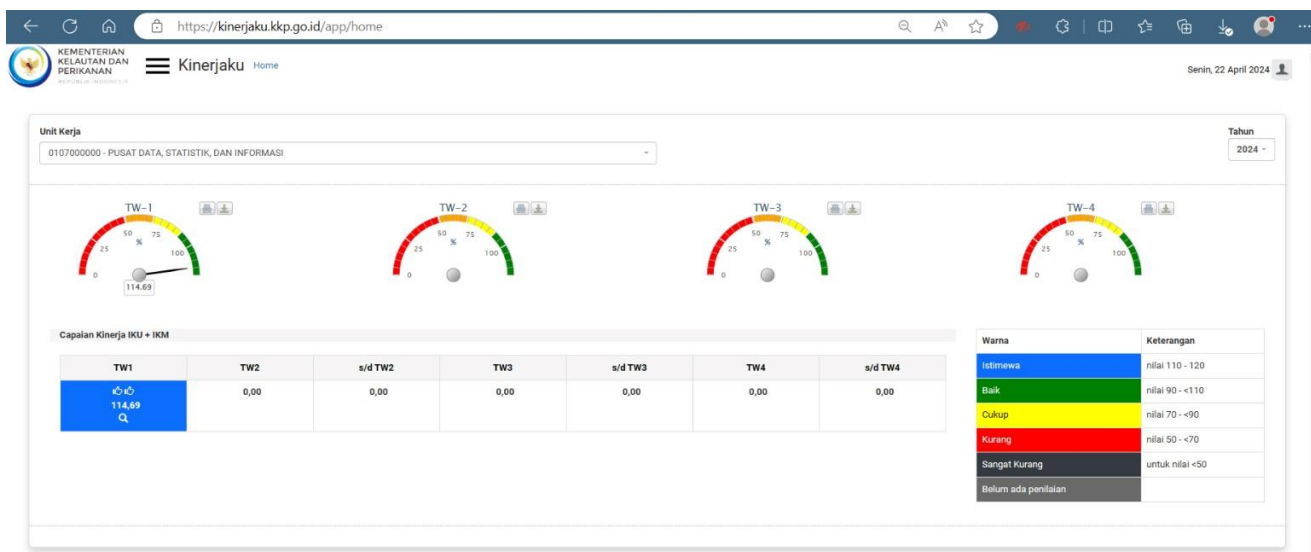 https://kinerjaku.kkp.go.id/app/home
KEMENTERIAN
KELAUTAN DAN
PERIKANAN
REPUBLIK INDONESIA
Kinerjaku Home
Senin, 22 April 2024
Unit Kerja
Tahun
0107000000 - PUSAT DATA, STATISTIK, DAN INFORMASI
2024
TW-1
0 25 50 75 100
%
114.69
TW-2
0 25 50 75 100
%
TW-3
0 25 50 75 100
%
TW-4
0 25 50 75 100
%
Capaian Kinerja IKU + IKM
TW1 TW2 s/d TW2 TW3 s/d TW3 TW4 s/d TW4
114,69 0,00 0,00 0,00 0,00 0,00 0,00
Warna Keterangan
Istimewa nilai 110 - 120
Baik nilai 90 - <110
Cukup nilai 70 - <90
Kurang nilai 50 - <70
Sangat Kurang untuk nilai <50
Belum ada penilaian